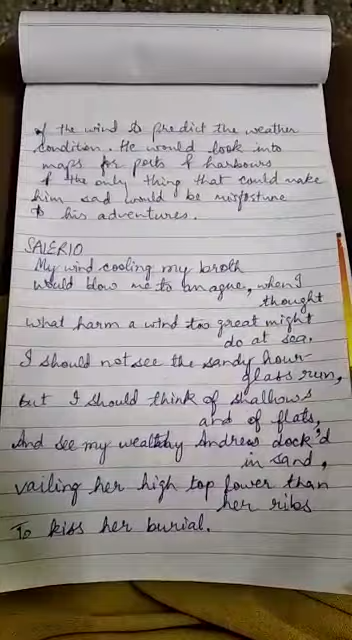 of the wind to predict the weather
condition. He would look into
maps for ports & harbours
& the only thing that could make
him sad would be misfortune
to his adventures.
SALERIO
My wind cooling my broth
would blow me to an ague, when I
thought
what harm a wind too great might
do at sea.
I should not see the sandy hour
glass run,
but I should think of shallows
and of flats,
And see my wealthy Andrew dock'd
in sand,
vailing her high top lower than
her ribs
To kiss her burial.